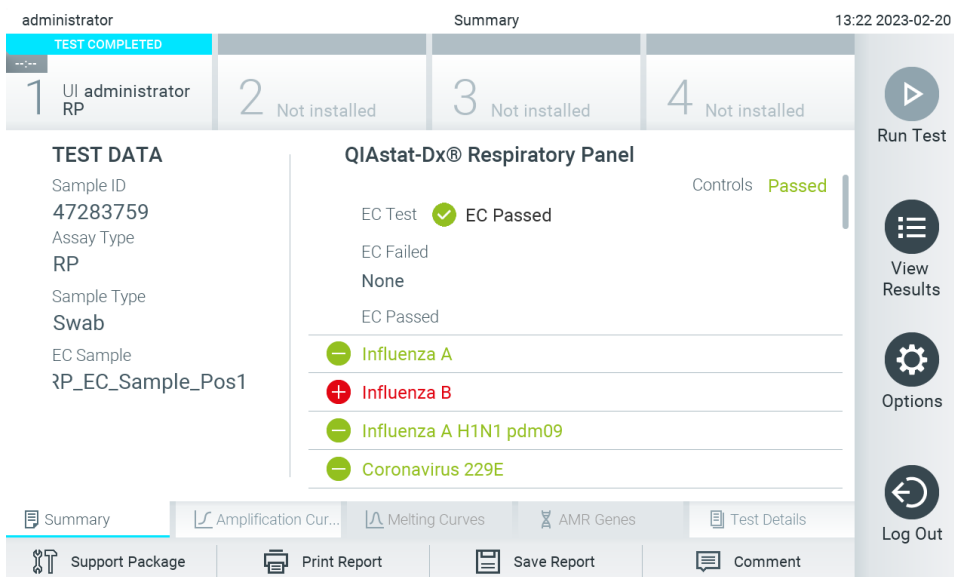 administrator Summary 13:22 2023-02-20
TEST COMPLETED
--:--
1 UI administrator
RP
2 Not installed
3 Not installed
4 Not installed
Run Test
View
Results
Options
Log Out
TEST DATA
Sample ID
47283759
Assay Type
RP
Sample Type
Swab
EC Sample
RP_EC_Sample_Pos1
QIAstat-Dx® Respiratory Panel
Controls Passed
EC Test EC Passed
EC Failed
None
EC Passed
Influenza A
Influenza B
Influenza A H1N1 pdm09
Coronavirus 229E
Summary Amplification Cur... Melting Curves AMR Genes Test Details
Support Package Print Report Save Report Comment